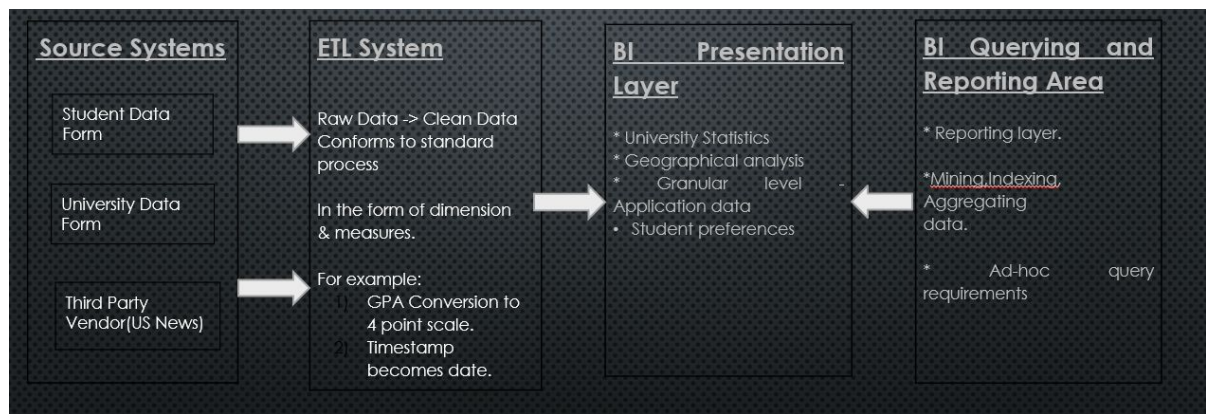 Source Systems
Student Data
Form
University Data
Form
Third Party
Vendor(US News)
ETL System
Raw Data -> Clean Data
Conforms to standard
process
In the form of dimension
& measures.
For example:
1) GPA Conversion to
4 point scale.
2) Timestamp
becomes date.
BI Presentation
Layer
* University Statistics
* Geographical analysis
* Granular level -
Application data
• Student preferences
BI Querying and
Reporting Area
* Reporting layer.
*Mining,Indexing,
Aggregating
data.
* Ad-hoc query
requirements